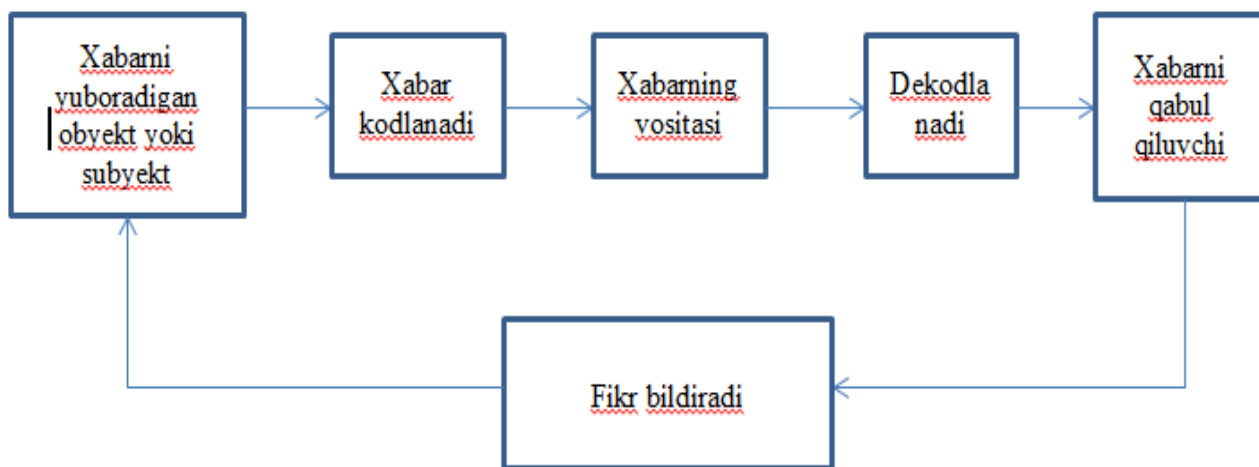 Xabarni
yuboradigan
obyekt yoki
subyekt
Xabar
kodlanadi
Xabarning
vositasi
Dekodla
nadi
Xabarni
qabul
qiluvchi
Fikr bildiradi